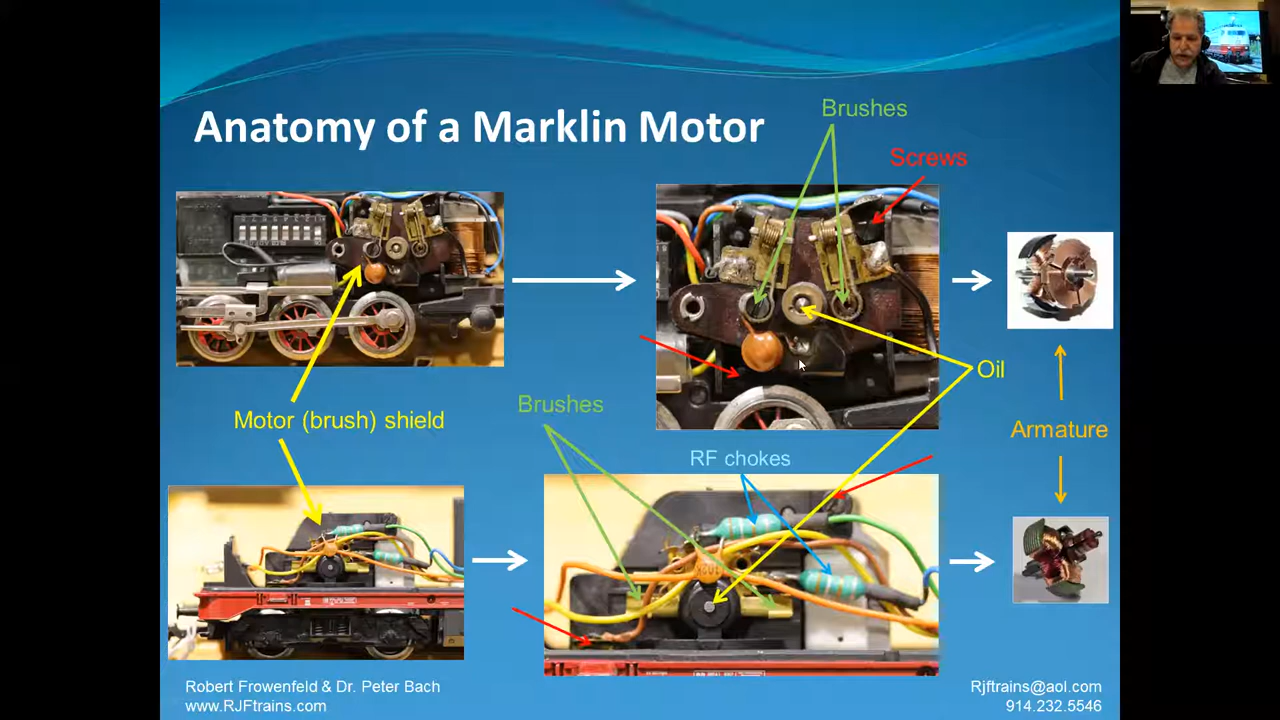 Anatomy of a Marklin Motor
Brushes
Screws
Oil
Motor (brush) shield
Brushes
RF chokes
Armature
Robert Frowenfeld & Dr. Peter Bach
www.RJFtrains.com
Rjftrains@aol.com
914.232.5546